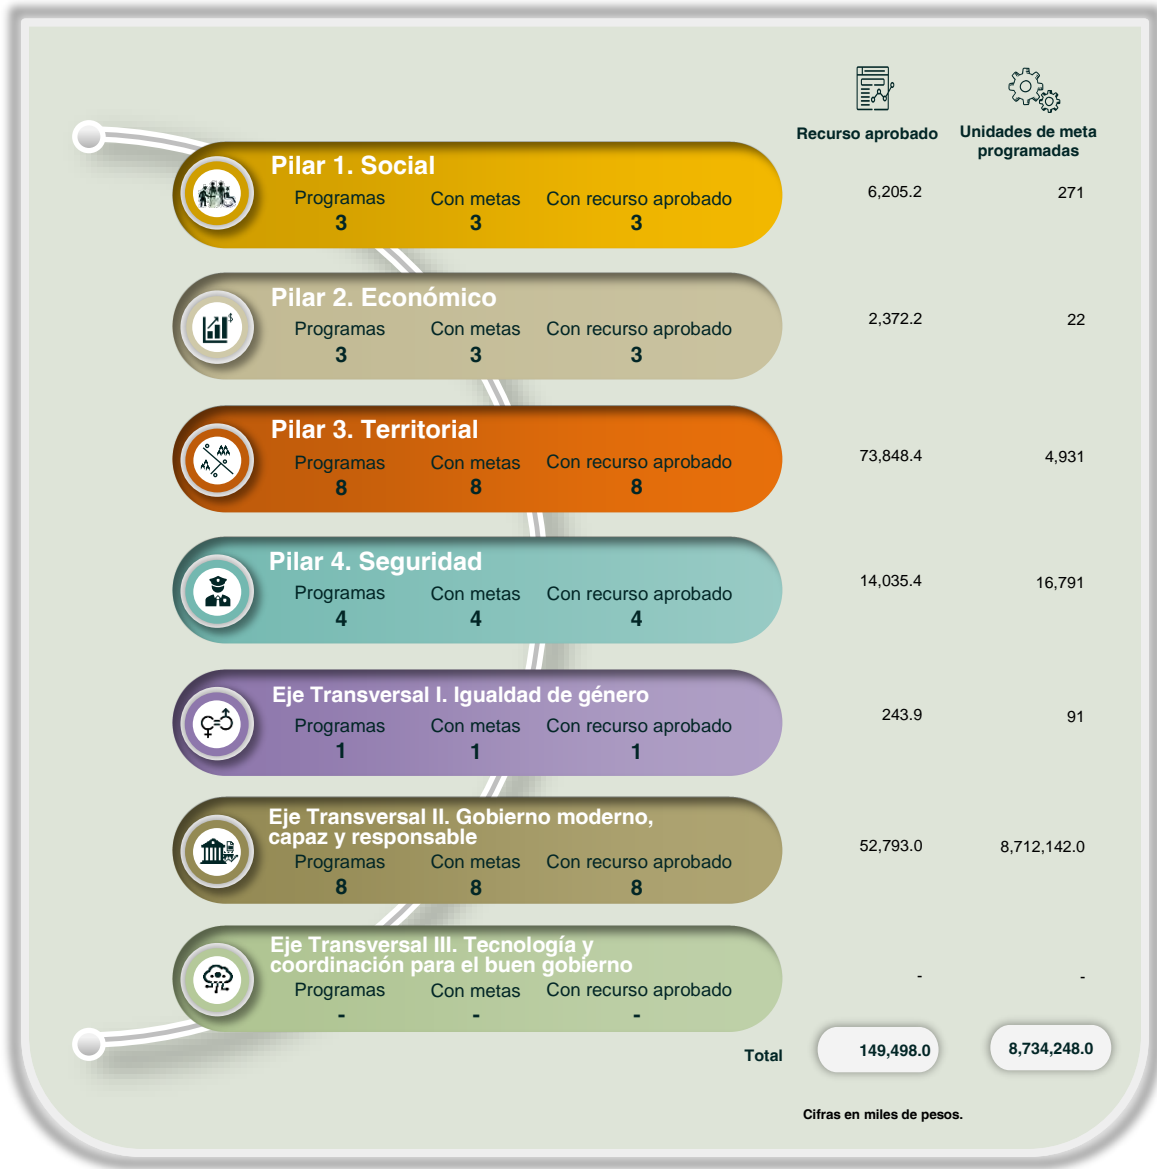 Recurso aprobado
Unidades de meta
programadas
Pilar 1. Social
Programas Con metas Con recurso aprobado
3 3 3
6,205.2 271
Pilar 2. Económico
Programas Con metas Con recurso aprobado
3 3 3
2,372.2 22
Pilar 3. Territorial
Programas Con metas Con recurso aprobado
8 8 8
73,848.4 4,931
Pilar 4. Seguridad
Programas Con metas Con recurso aprobado
4 4 4
14,035.4 16,791
Eje Transversal I. Igualdad de género
Programas Con metas Con recurso aprobado
1 1 1
243.9 91
Eje Transversal II. Gobierno moderno,
capaz y responsable
Programas Con metas Con recurso aprobado
8 8 8
52,793.0 8,712,142.0
Eje Transversal III. Tecnología y
coordinación para el buen gobierno
Programas Con metas Con recurso aprobado
- - -
- -
Total 149,498.0 8,734,248.0
Cifras en miles de pesos.